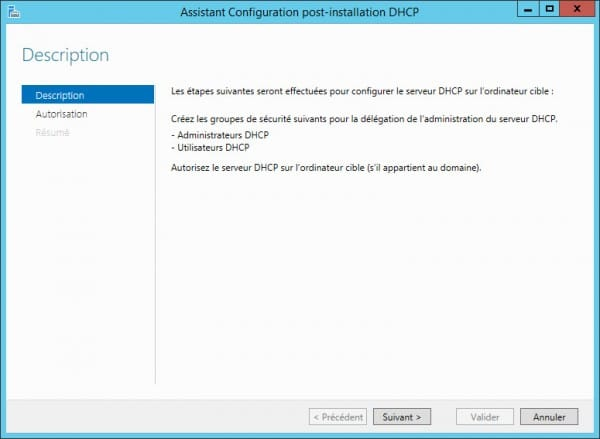 Assistant Configuration post-installation DHCP
Description
Description
Autorisation
Résumé
Les étapes suivantes seront effectuées pour configurer le serveur DHCP sur l'ordinateur cible :
Créez les groupes de sécurité suivants pour la délégation de l'administration du serveur DHCP.
- Administrateurs DHCP
- Utilisateurs DHCP
Autorisez le serveur DHCP sur l'ordinateur cible (s'il appartient au domaine).
< Précédent
Suivant >
Valider
Annuler